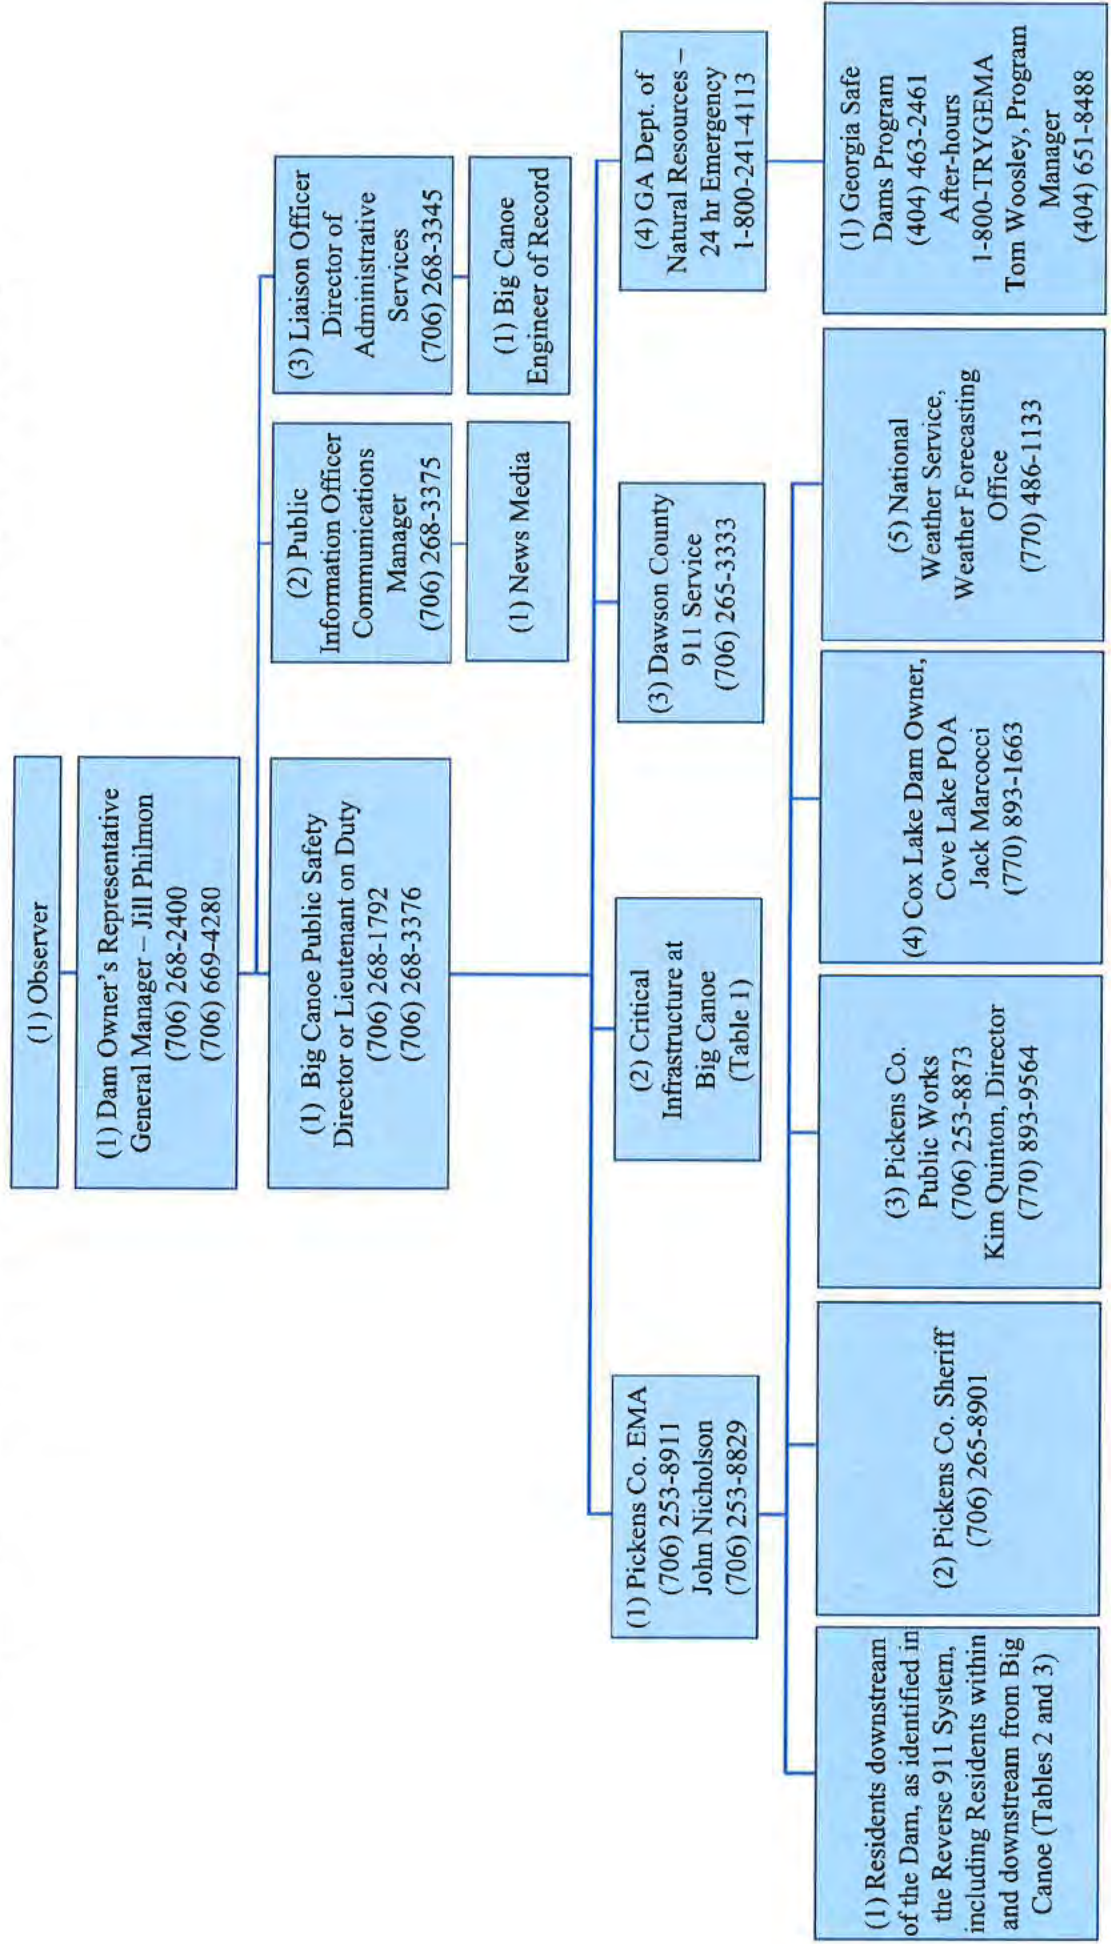 (1) Observer
(1) Dam Owner's Representative
General Manager – Jill Philmon
(706) 268-2400
(706) 669-4280
(1) Big Canoe Public Safety
Director or Lieutenant on Duty
(706) 268-1792
(706) 268-3376
(2) Public
Information Officer
Communications
Manager
(706) 268-3375
(3) Liaison Officer
Director of
Administrative
Services
(706) 268-3345
(1) News Media
(1) Big Canoe
Engineer of Record
(1) Pickens Co. EMA
(706) 253-8911
John Nicholson
(706) 253-8829
(2) Critical
Infrastructure at
Big Canoe
(Table 1)
(3) Dawson County
911 Service
(706) 265-3333
(4) GA Dept. of
Natural Resources –
24 hr Emergency
1-800-241-4113
(1) Residents downstream
of the Dam, as identified in
the Reverse 911 System,
including Residents within
and downstream from Big
Canoe (Tables 2 and 3)
(2) Pickens Co. Sheriff
(706) 265-8901
(3) Pickens Co.
Public Works
(706) 253-8873
Kim Quinton, Director
(770) 893-9564
(4) Cox Lake Dam Owner,
Cove Lake POA
Jack Marcocci
(770) 893-1663
(5) National
Weather Service,
Weather Forecasting
Office
(770) 486-1133
(1) Georgia Safe
Dams Program
(404) 463-2461
After-hours
1-800-TRYGEMA
Tom Woosley, Program
Manager
(404) 651-8488